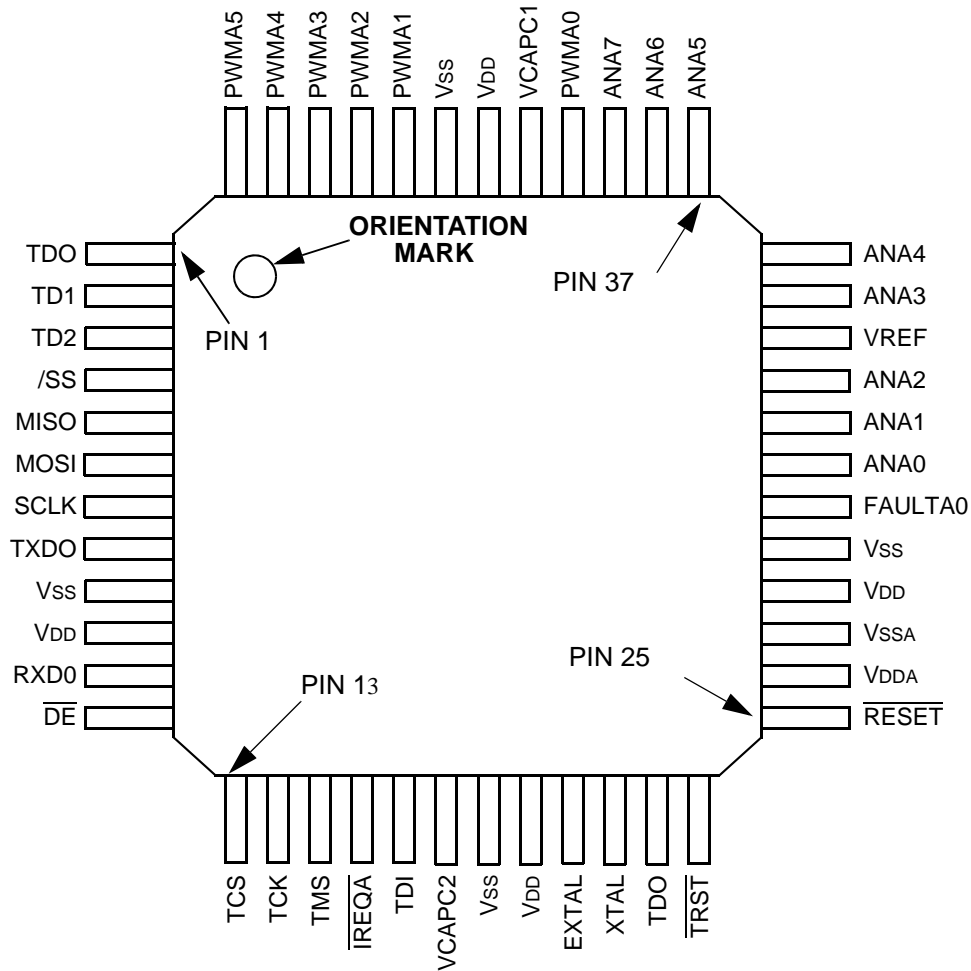 PWMA5
PWMA4
PWMA3
PWMA2
PWMA1
VSS
VDD
VCAPC1
PWMA0
ANA7
ANA6
ANA5
ORIENTATION
MARK
PIN 37
PIN 1
TDO
TD1
TD2
/SS
MISO
MOSI
SCLK
TXDO
VSS
VDD
RXD0
DE
ANA4
ANA3
VREF
ANA2
ANA1
ANA0
FAULTA0
VSS
VDD
VSSA
VDDA
RESET
PIN 25
PIN 13
TCS
TCK
TMS
IREQA
TDI
VCAPC2
VSS
VDD
EXTAL
XTAL
TDO
TRST